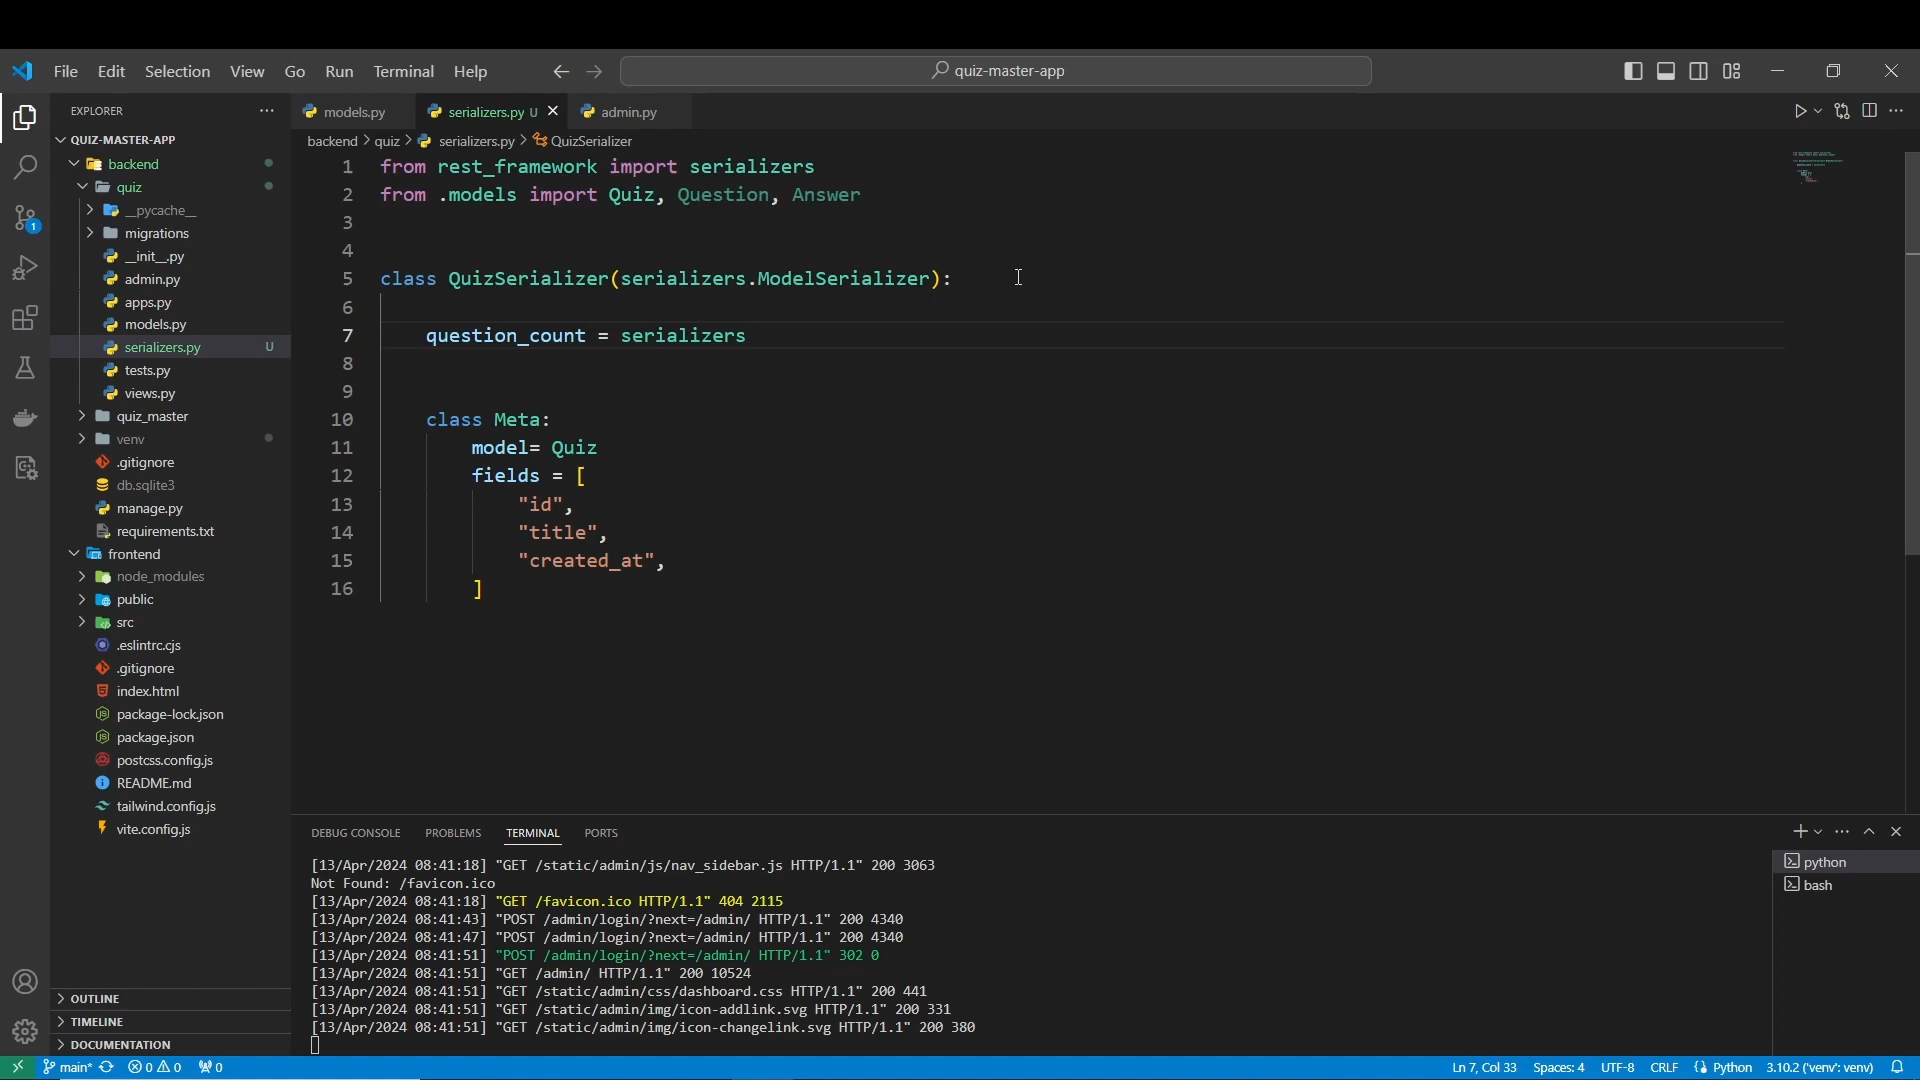 File Edit Selection View Go Run Terminal Help
quiz-master-app
EXPLORER
models.py
serializers.py U
admin.py
QUIZ-MASTER-APP
backend
quiz
__pycache__
migrations
__init__.py
admin.py
apps.py
models.py
serializers.py U
tests.py
views.py
quiz_master
venv
.gitignore
db.sqlite3
manage.py
requirements.txt
frontend
node_modules
public
src
.eslintrc.cjs
.gitignore
index.html
package-lock.json
package.json
postcss.config.js
README.md
tailwind.config.js
vite.config.js
OUTLINE
TIMELINE
DOCUMENTATION
1
backend > quiz > serializers.py > QuizSerializer
1 from rest_framework import serializers
2 from .models import Quiz, Question, Answer
3
4
5 class QuizSerializer(serializers.ModelSerializer):
6
7 question_count = serializers
8
9
10 class Meta:
11 model= Quiz
12 fields = [
13 "id",
14 "title",
15 "created_at",
16 ]
DEBUG CONSOLE PROBLEMS TERMINAL PORTS
[13/Apr/2024 08:41:18] "GET /static/admin/js/nav_sidebar.js HTTP/1.1" 200 3063
Not Found: /favicon.ico
[13/Apr/2024 08:41:18] "GET /favicon.ico HTTP/1.1" 404 2115
[13/Apr/2024 08:41:43] "POST /admin/login/?next=/admin/ HTTP/1.1" 200 4340
[13/Apr/2024 08:41:47] "POST /admin/login/?next=/admin/ HTTP/1.1" 200 4340
[13/Apr/2024 08:41:51] "POST /admin/login/?next=/admin/ HTTP/1.1" 302 0
[13/Apr/2024 08:41:51] "GET /admin/ HTTP/1.1" 200 10524
[13/Apr/2024 08:41:51] "GET /static/admin/css/dashboard.css HTTP/1.1" 200 441
[13/Apr/2024 08:41:51] "GET /static/admin/img/icon-addlink.svg HTTP/1.1" 200 331
[13/Apr/2024 08:41:51] "GET /static/admin/img/icon-changelink.svg HTTP/1.1" 200 380
python
bash
main* 0 0 0 Ln 7, Col 33 Spaces: 4 UTF-8 CRLF Python 3.10.2 ('venv': venv)